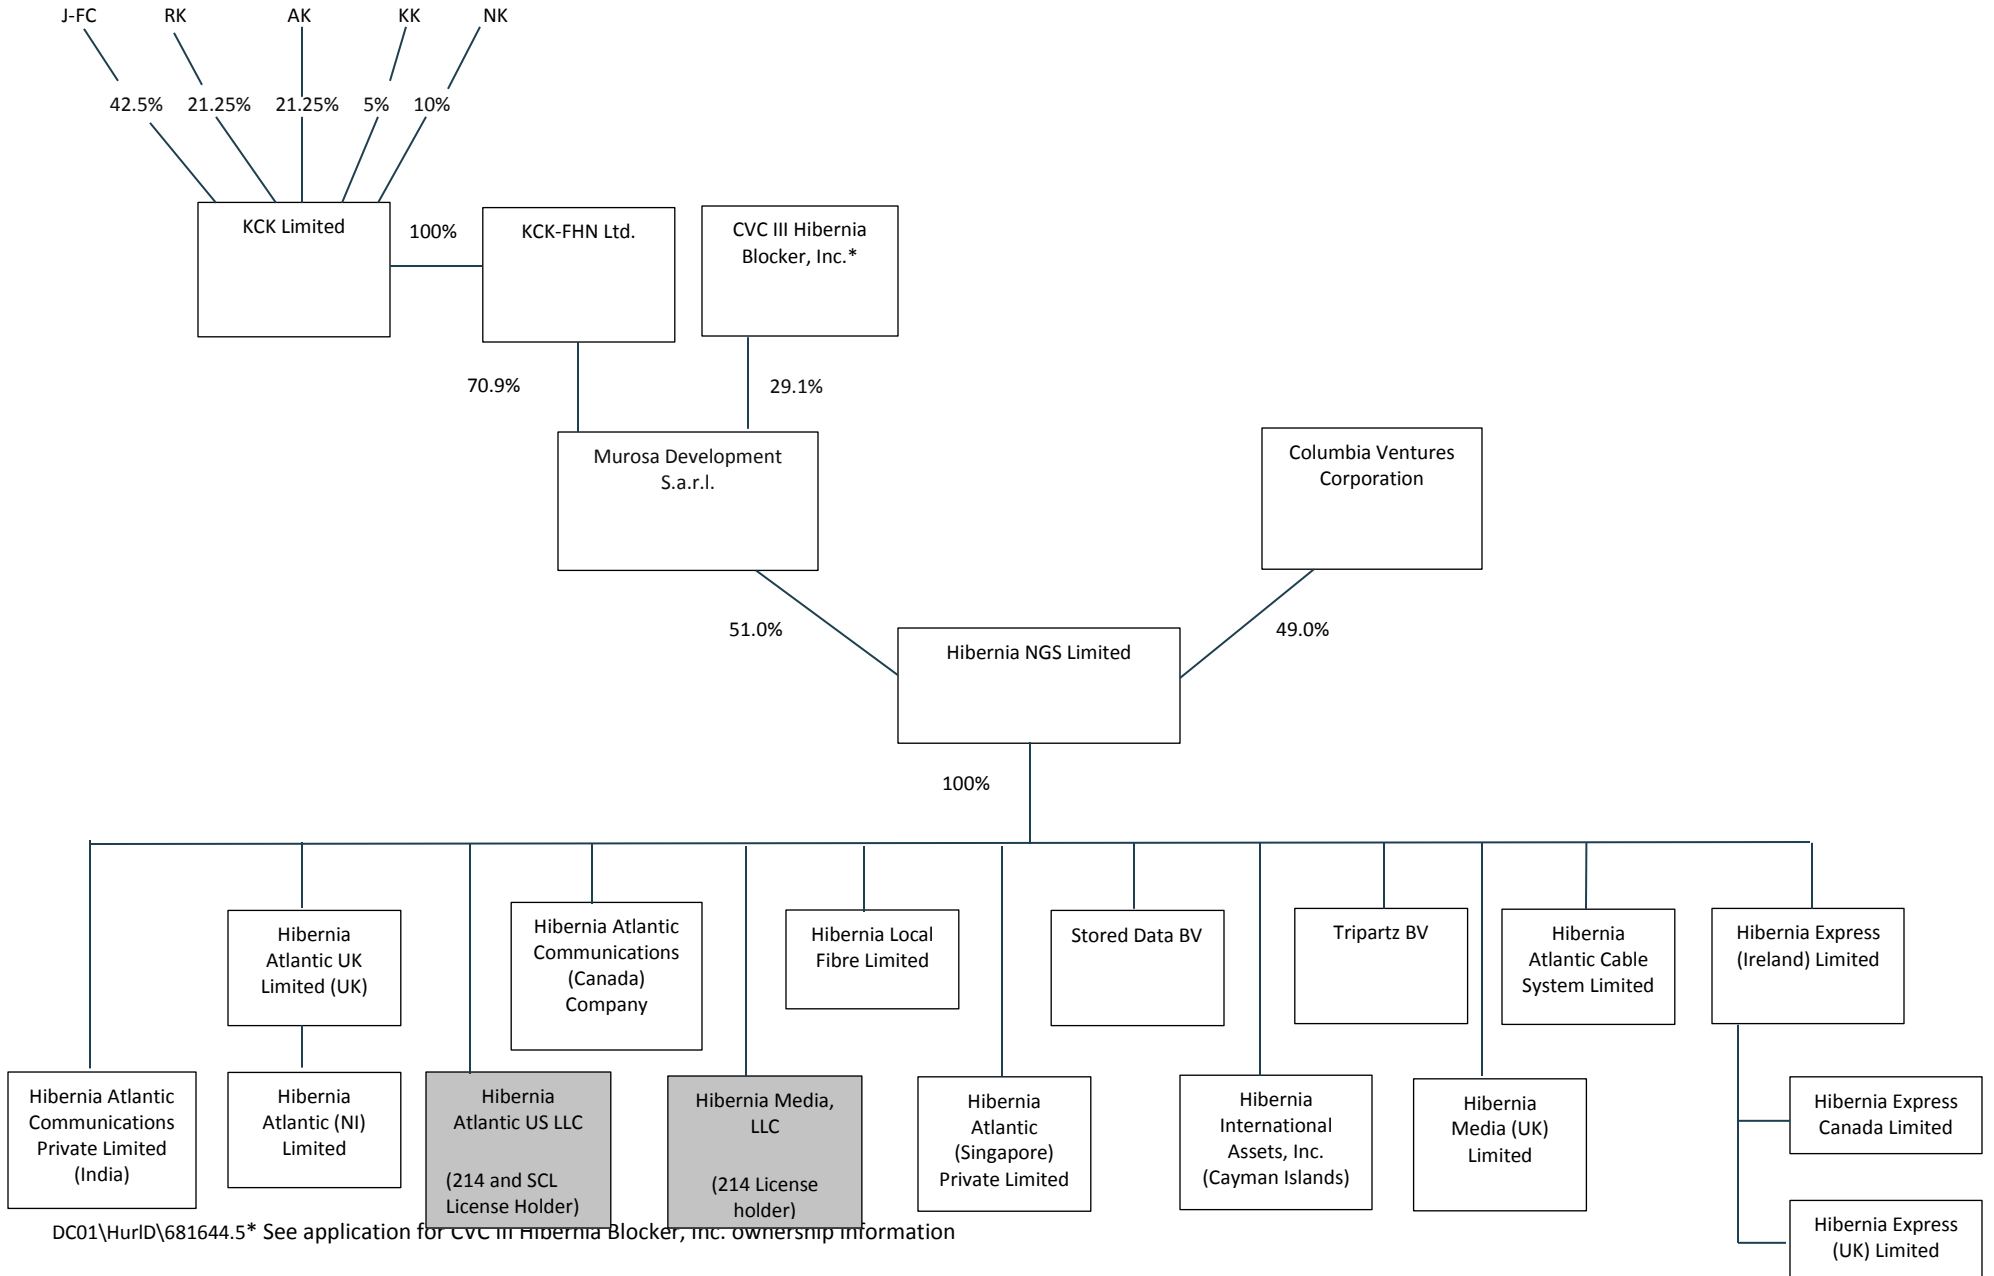 J-FC
RK
AK
KK
NK
42.5%
21.25%
21.25%
5%
10%
KCK Limited
100%
KCK-FHN Ltd.
CVC III Hibernia
Blocker, Inc.*
70.9%
29.1%
Murosa Development
S.a.r.l.
Columbia Ventures
Corporation
51.0%
49.0%
Hibernia NGS Limited
100%
Hibernia
Atlantic UK
Limited (UK)
Hibernia Atlantic
Communications
(Canada)
Company
Hibernia Local
Fibre Limited
Stored Data BV
Tripartz BV
Hibernia
Atlantic Cable
System Limited
Hibernia Express
(Ireland) Limited
Hibernia Atlantic
Communications
Private Limited
(India)
Hibernia
Atlantic (NI)
Limited
Hibernia
Atlantic US LLC
(214 and SCL
License Holder)
Hibernia Media,
LLC
(214 License
holder)
Hibernia
Atlantic
(Singapore)
Private Limited
Hibernia
International
Assets, Inc.
(Cayman Islands)
Hibernia
Media (UK)
Limited
Hibernia Express
Canada Limited
Hibernia Express
(UK) Limited
DC01\HurlD\681644.5* See application for CVC III Hibernia Blocker, Inc. ownership information